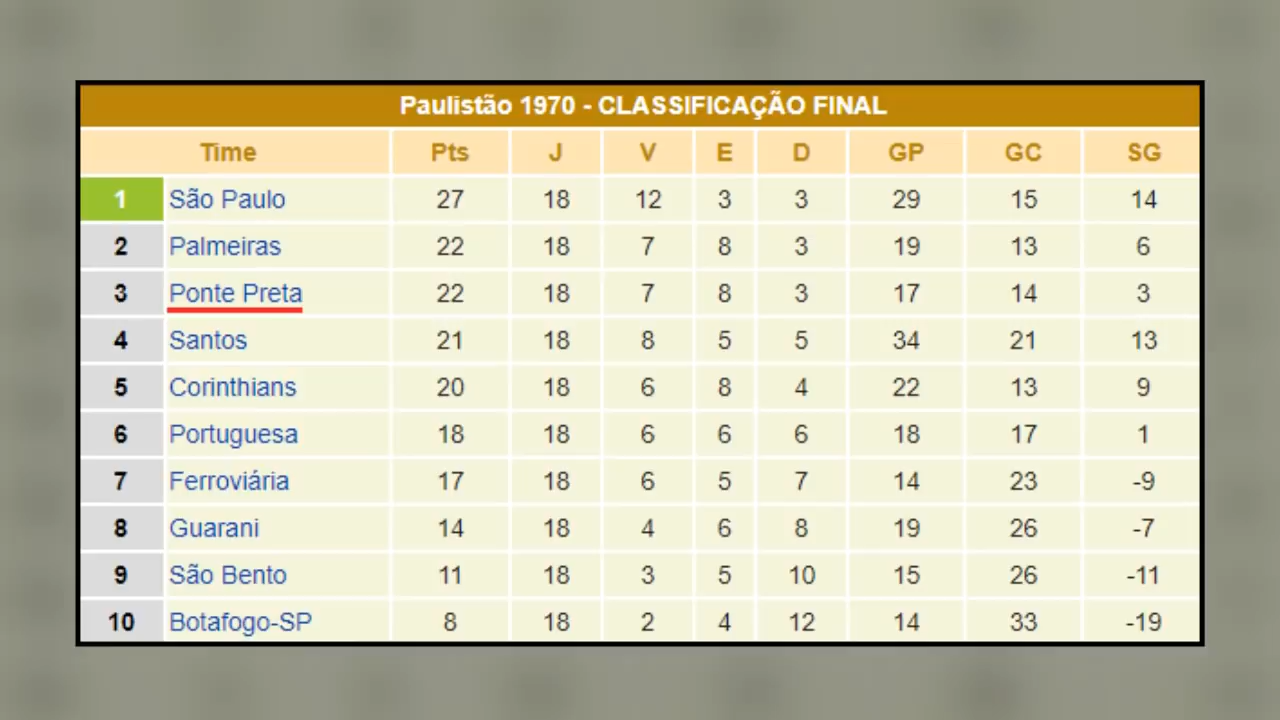 Paulistão 1970 - CLASSIFICAÇÃO FINAL
Time Pts J V E D GP GC SG
1 São Paulo 27 18 12 3 3 29 15 14
2 Palmeiras 22 18 7 8 3 19 13 6
3 Ponte Preta 22 18 7 8 3 17 14 3
4 Santos 21 18 8 5 5 34 21 13
5 Corinthians 20 18 6 8 4 22 13 9
6 Portuguesa 18 18 6 6 6 18 17 1
7 Ferroviária 17 18 6 5 7 14 23 -9
8 Guarani 14 18 4 6 8 19 26 -7
9 São Bento 11 18 3 5 10 15 26 -11
10 Botafogo-SP 8 18 2 4 12 14 33 -19